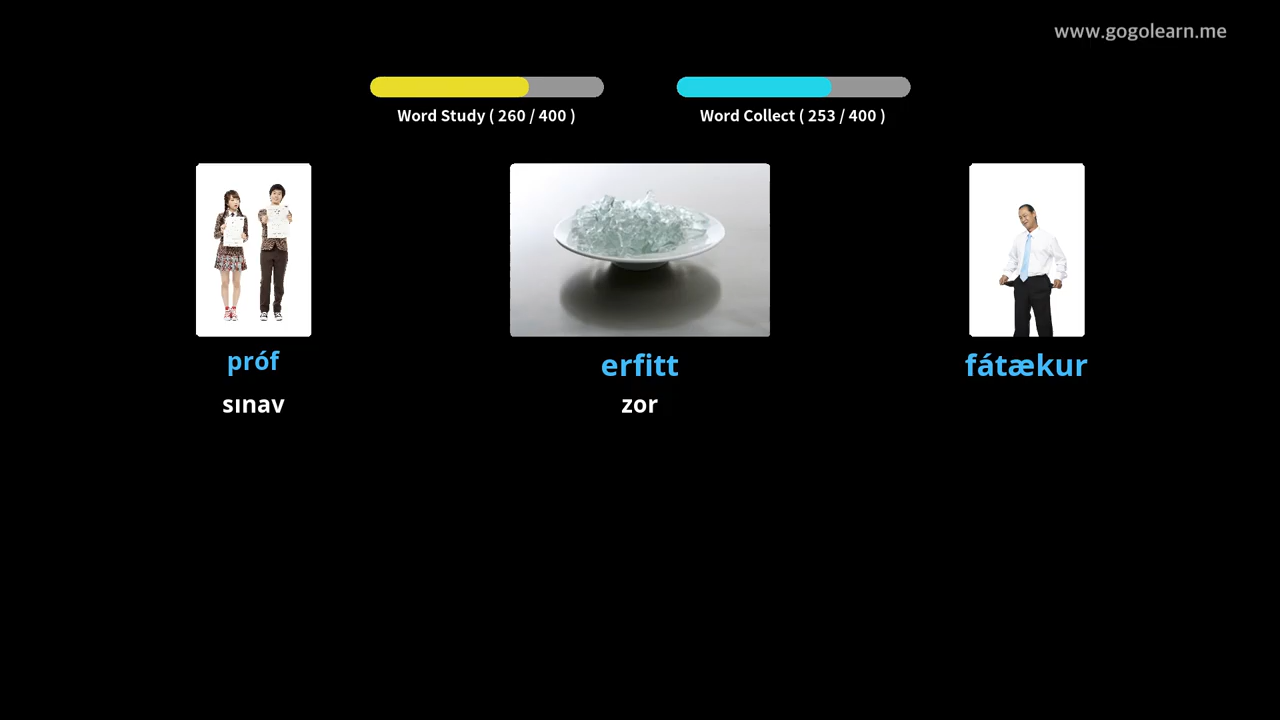 www.gogolearn.me
Word Study ( 260 / 400 )
Word Collect ( 253 / 400 )
próf
erfitt
fátækur
sınav
zor